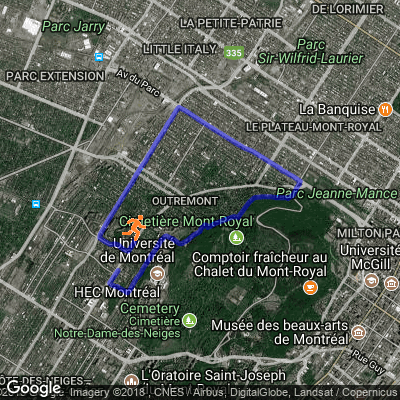 DE LORIMIER
LA PETITE-PATRIE
Parc Jarry
LITTLE ITALY
335
Parc
Sir-Wilfrid-Laurier
PARC EXTENSION
Av du Parc
La Banquise
LE PLATEAU-MONT-ROYAL
Parc Jeanne-Mance
OUTREMONT
Cimetière Mont-Royal
MILTON PA
Université
de Montréal
Comptoir fraîcheur au
Chalet du Mont-Royal
Université
McGill
HEC Montréal
Cemetery
Cimetière
Notre-Dame-des-Neiges
Musée des beaux-arts
de Montréal
Rue Guy
L'Oratoire Saint-Joseph
Google
Imagery ©2018 , CNES / Airbus, DigitalGlobe, Landsat / Copernicus